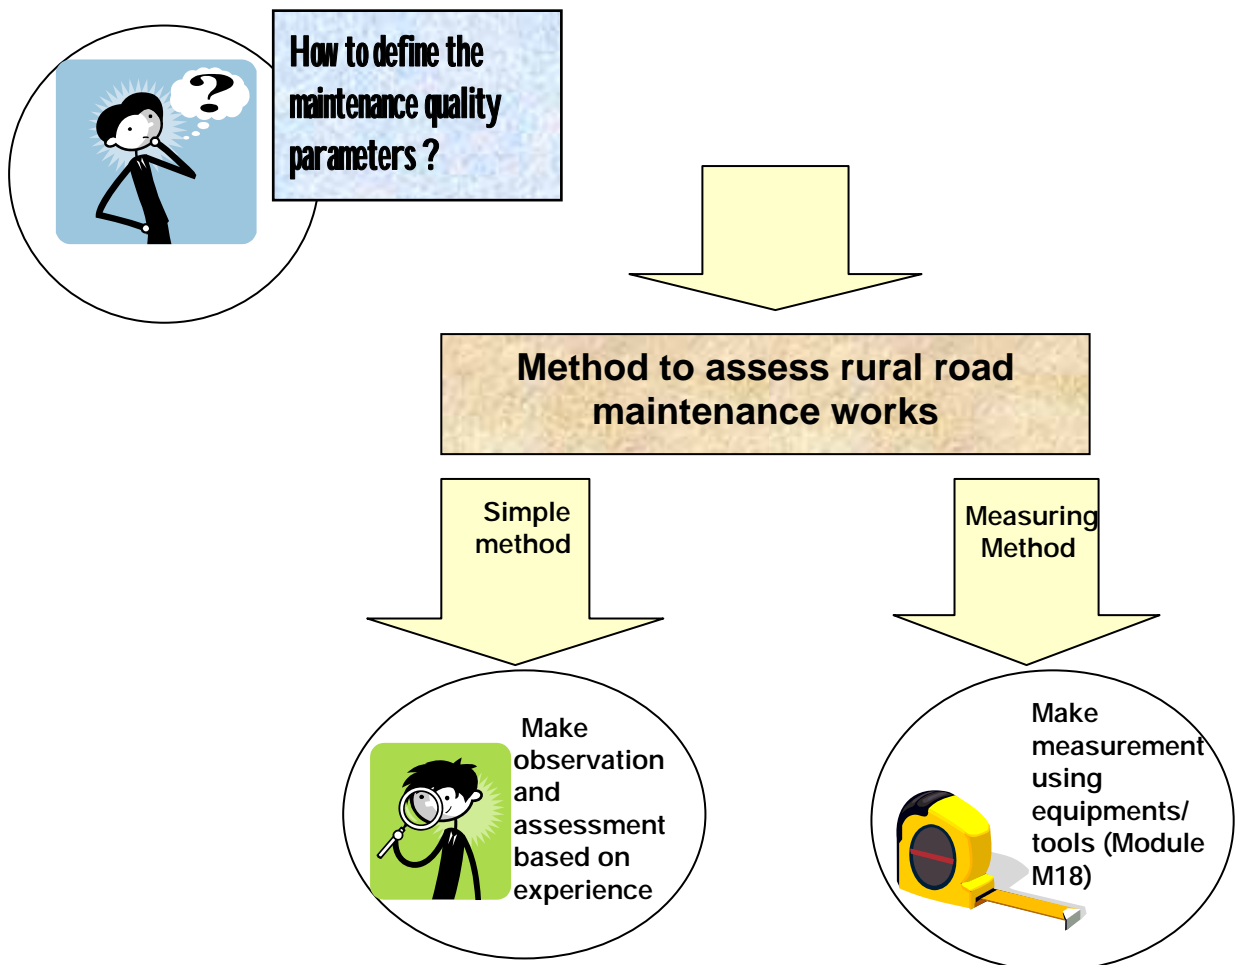 ?
How to define the
maintenance quality
parameters ?
Method to assess rural road
maintenance works
Simple
method
Measuring
Method
Make
observation
and
assessment
based on
experience
Make
measurement
using
equipments/
tools (Module
M18)